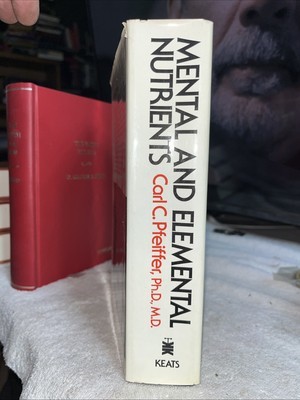 MENTAL AND ELEMENTAL
NUTRIENTS
Carl C. Pfeiffer, Ph.D., M.D.
KEATS